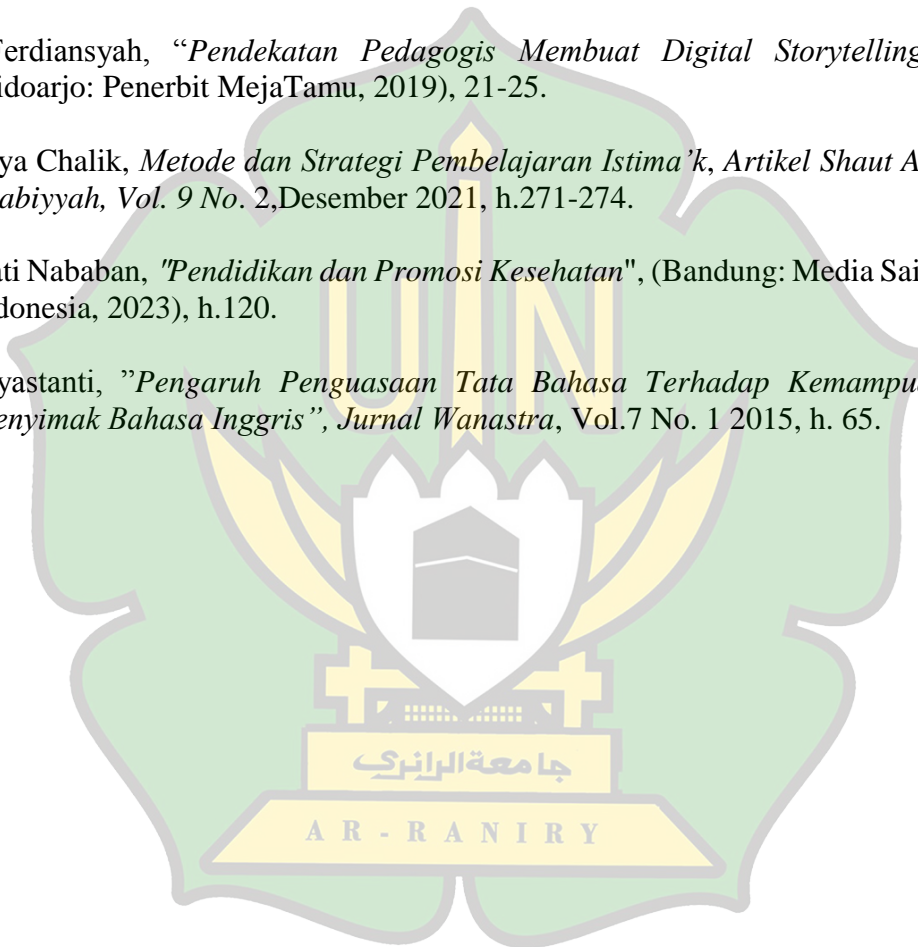 Ferdiansyah, “Pendekatan Pedagogis Membuat Digital Storytelling
idoarjo: Penerbit MejaTamu, 2019), 21-25.
ya Chalik, Metode dan Strategi Pembelajaran Istima’k, Artikel Shaut A
abiyyah, Vol. 9 No. 2,Desember 2021, h.271-274.
ati Nababan, "Pendidikan dan Promosi Kesehatan", (Bandung: Media Sai
donesia, 2023), h.120.
yastanti, ”Pengaruh Penguasaan Tata Bahasa Terhadap Kemampu
enyimak Bahasa Inggris”, Jurnal Wanastra, Vol.7 No. 1 2015, h. 65.
UIN
جامعة الرانري
AR-RANIRY